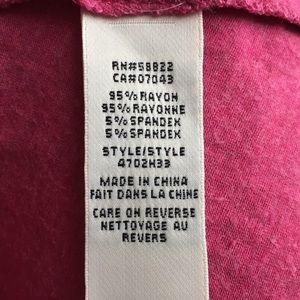 RN#58822
CA#07043
95% RAYON
95% RAYONNE
5% SPANDEX
5% SPANDEX
STYLE/STYLE
4702H33
MADE IN CHINA
FAIT DANS LA CHINE
CARE ON REVERSE
NETTOYAGE AU
REVERS